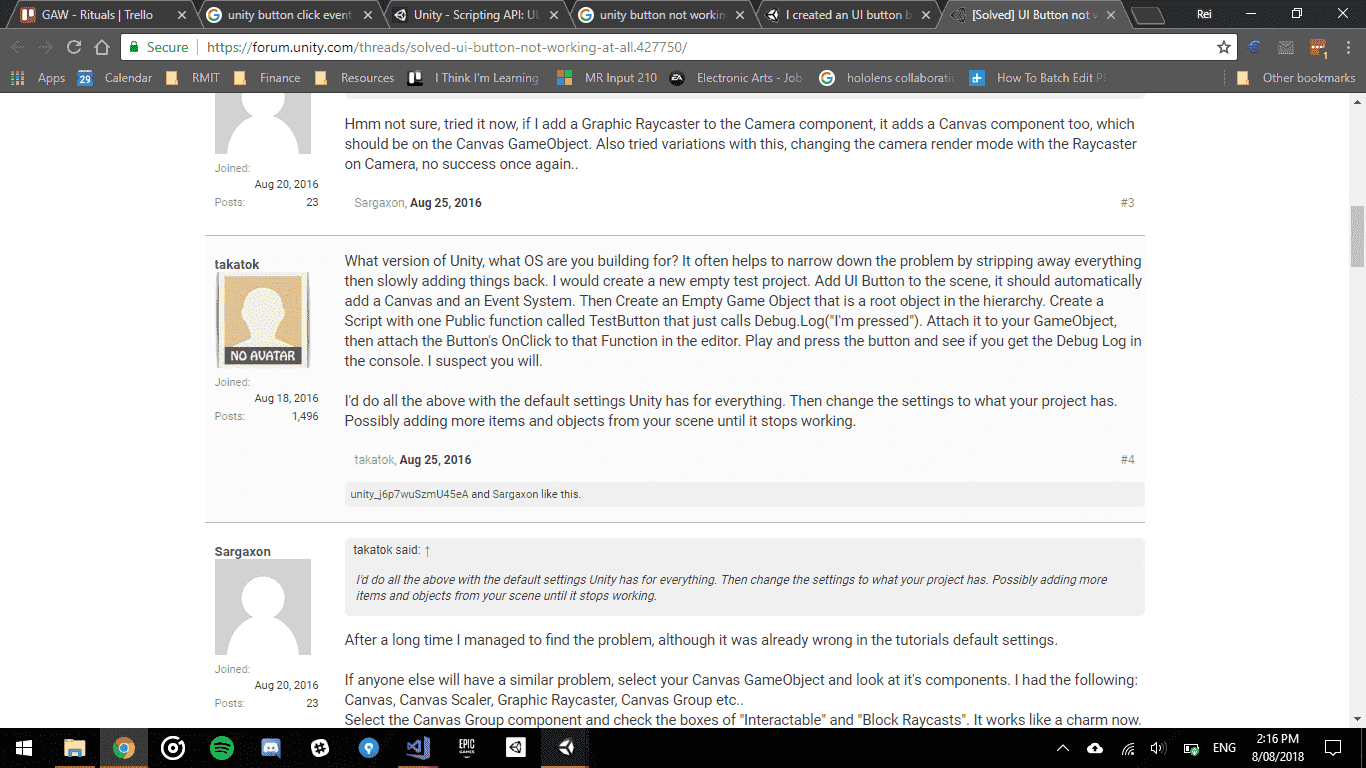 GAW - Rituals | Trello
unity button click event
Unity - Scripting API: UI.
unity button not workin
I created an UI button b
[Solved] UI Button not w
Rei
Secure
https://forum.unity.com/threads/solved-ui-button-not-working-at-all.427750/
Apps
29
Calendar
RMIT
Finance
Resources
I Think I'm Learning
MR Input 210
EA
Electronic Arts - Job
hololens collaborati
How To Batch Edit P
Other bookmarks
1
Hmm not sure, tried it now, if I add a Graphic Raycaster to the Camera component, it adds a Canvas component too, which
should be on the Canvas GameObject. Also tried variations with this, changing the camera render mode with the Raycaster
on Camera, no success once again..
Joined:
Aug 20, 2016
Posts: 23
Sargaxon, Aug 25, 2016
#3
takatok
NO AVATAR
Joined:
Aug 18, 2016
Posts: 1,496
What version of Unity, what OS are you building for? It often helps to narrow down the problem by stripping away everything
then slowly adding things back. I would create a new empty test project. Add UI Button to the scene, it should automatically
add a Canvas and an Event System. Then Create an Empty Game Object that is a root object in the hierarchy. Create a
Script with one Public function called TestButton that just calls Debug.Log("I'm pressed"). Attach it to your GameObject,
then attach the Button's OnClick to that Function in the editor. Play and press the button and see if you get the Debug Log in
the console. I suspect you will.
I'd do all the above with the default settings Unity has for everything. Then change the settings to what your project has.
Possibly adding more items and objects from your scene until it stops working.
takatok, Aug 25, 2016
#4
unity_j6p7wuSzmU45eA and Sargaxon like this.
Sargaxon
Joined:
Aug 20, 2016
Posts: 23
takatok said: ↑
I'd do all the above with the default settings Unity has for everything. Then change the settings to what your project has. Possibly adding more
items and objects from your scene until it stops working.
After a long time I managed to find the problem, although it was already wrong in the tutorials default settings.
If anyone else will have a similar problem, select your Canvas GameObject and look at it's components. I had the following:
Canvas, Canvas Scaler, Graphic Raycaster, Canvas Group etc..
Select the Canvas Group component and check the boxes of "Interactable" and "Block Raycasts". It works like a charm now.
EPIC
GAMES
ENG
2:16 PM
8/08/2018